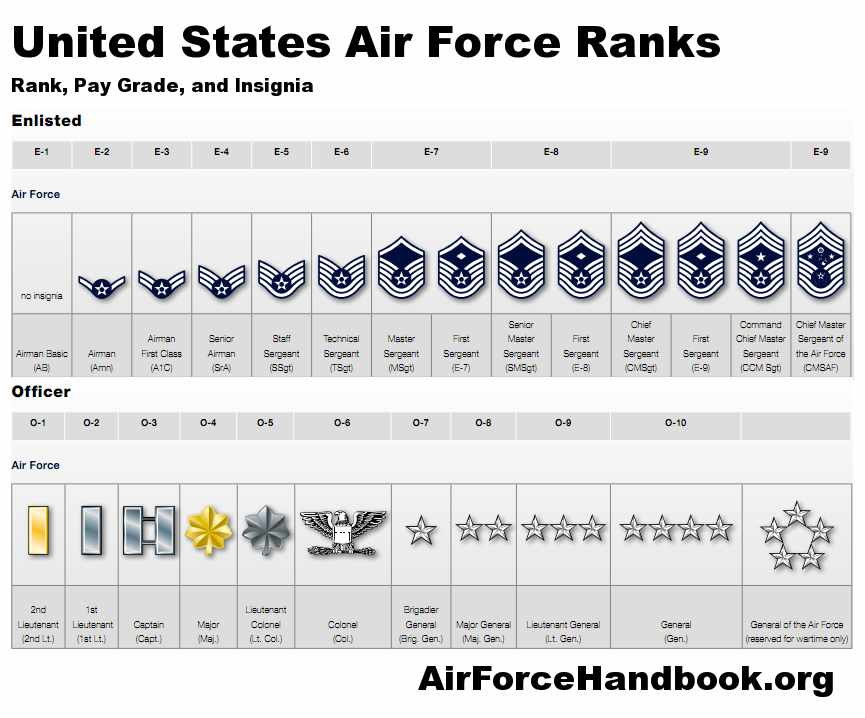 United States Air Force Ranks
Rank, Pay Grade, and Insignia
Enlisted
E-1 E-2 E-3 E-4 E-5 E-6 E-7 E-8 E-9 E-9
Air Force
no insignia
Airman Basic
(AB)
Airman
(Amn)
Airman
First Class
(A1C)
Senior
Airman
(SrA)
Staff
Sergeant
(SSgt)
Technical
Sergeant
(TSgt)
Master
Sergeant
(MSgt)
First
Sergeant
(E-7)
Senior
Master
Sergeant
(SMSgt)
First
Sergeant
(E-8)
Chief
Master
Sergeant
(CMSgt)
First
Sergeant
(E-9)
Command
Chief Master
Sergeant
(CCM Sgt)
Chief Master
Sergeant of
the Air Force
(CMSAF)
Officer
O-1 O-2 O-3 O-4 O-5 O-6 O-7 O-8 O-9 O-10
Air Force
2nd
Lieutenant
(2nd Lt.)
1st
Lieutenant
(1st Lt.)
Captain
(Capt.)
Major
(Maj.)
Lieutenant
Colonel
(Lt. Col.)
Colonel
(Col.)
Brigadier
General
(Brig. Gen.)
Major General
(Maj. Gen.)
Lieutenant General
(Lt. Gen.)
General
(Gen.)
General of the Air Force
(reserved for wartime only)
AirForceHandbook.org